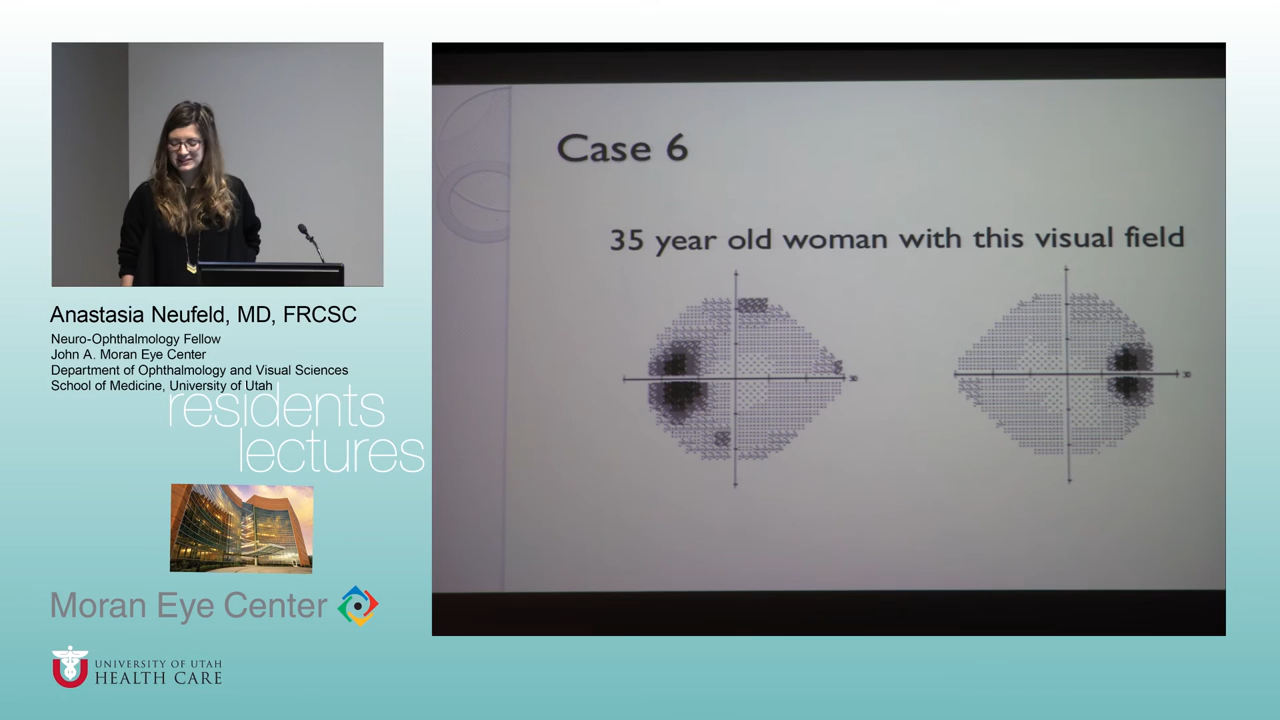 Case 6
35 year old woman with this visual field
30
30
Anastasia Neufeld, MD, FRCSC
Neuro-Ophthalmology Fellow
John A. Moran Eye Center
Department of Ophthalmology and Visual Sciences
School of Medicine, University of Utah
residents
lectures
Moran Eye Center
UNIVERSITY OF UTAH
HEALTH CARE